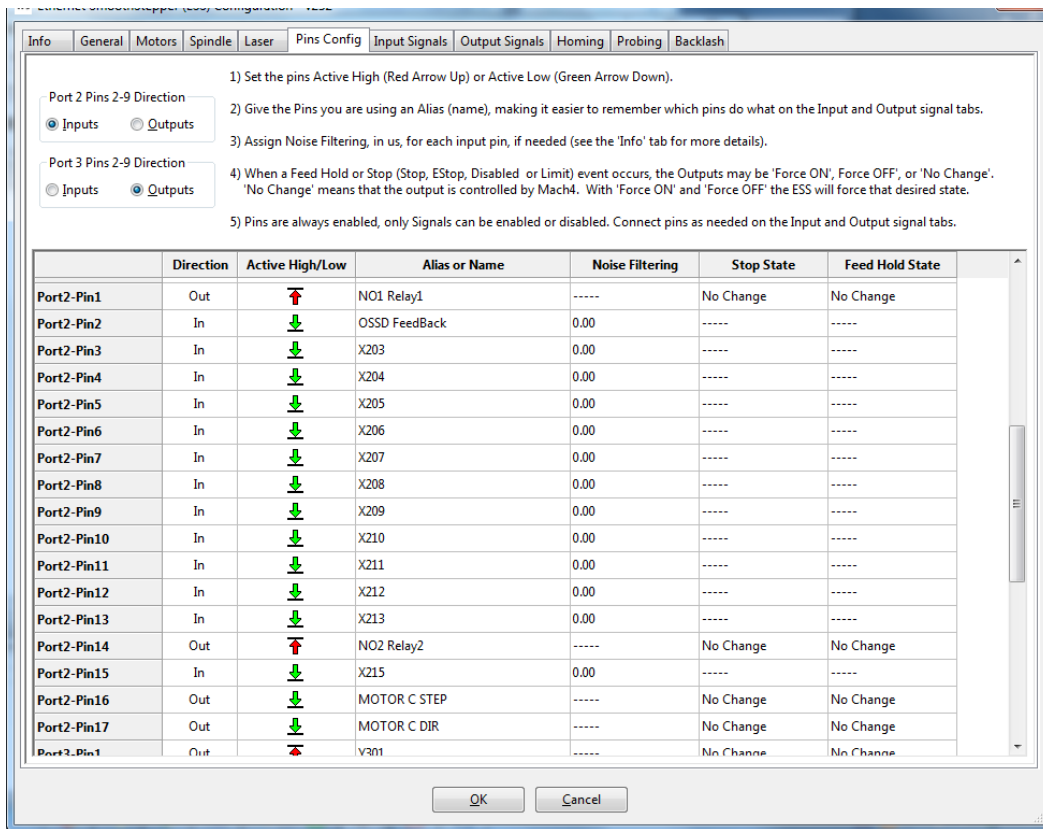 Ethernet SmoothStepper (ESS) Configuration - v252
Info General Motors Spindle Laser Pins Config Input Signals Output Signals Homing Probing Backlash
Port 2 Pins 2-9 Direction
Inputs Outputs
Port 3 Pins 2-9 Direction
Inputs Outputs
1) Set the pins Active High (Red Arrow Up) or Active Low (Green Arrow Down).
2) Give the Pins you are using an Alias (name), making it easier to remember which pins do what on the Input and Output signal tabs.
3) Assign Noise Filtering, in us, for each input pin, if needed (see the 'Info' tab for more details).
4) When a Feed Hold or Stop (Stop, EStop, Disabled or Limit) event occurs, the Outputs may be 'Force ON', Force OFF', or 'No Change'.
'No Change' means that the output is controlled by Mach4. With 'Force ON' and 'Force OFF' the ESS will force that desired state.
5) Pins are always enabled, only Signals can be enabled or disabled. Connect pins as needed on the Input and Output signal tabs.
Direction Active High/Low Alias or Name Noise Filtering Stop State Feed Hold State
Port2-Pin1 Out NO1 Relay1 ----- No Change No Change
Port2-Pin2 In OSSD FeedBack 0.00 ----- -----
Port2-Pin3 In X203 0.00 ----- -----
Port2-Pin4 In X204 0.00 ----- -----
Port2-Pin5 In X205 0.00 ----- -----
Port2-Pin6 In X206 0.00 ----- -----
Port2-Pin7 In X207 0.00 ----- -----
Port2-Pin8 In X208 0.00 ----- -----
Port2-Pin9 In X209 0.00 ----- -----
Port2-Pin10 In X210 0.00 ----- -----
Port2-Pin11 In X211 0.00 ----- -----
Port2-Pin12 In X212 0.00 ----- -----
Port2-Pin13 In X213 0.00 ----- -----
Port2-Pin14 Out NO2 Relay2 ----- No Change No Change
Port2-Pin15 In X215 0.00 ----- -----
Port2-Pin16 Out MOTOR C STEP ----- No Change No Change
Port2-Pin17 Out MOTOR C DIR ----- No Change No Change
Port3-Pin1 Out Y301 ----- No Change No Change
OK Cancel